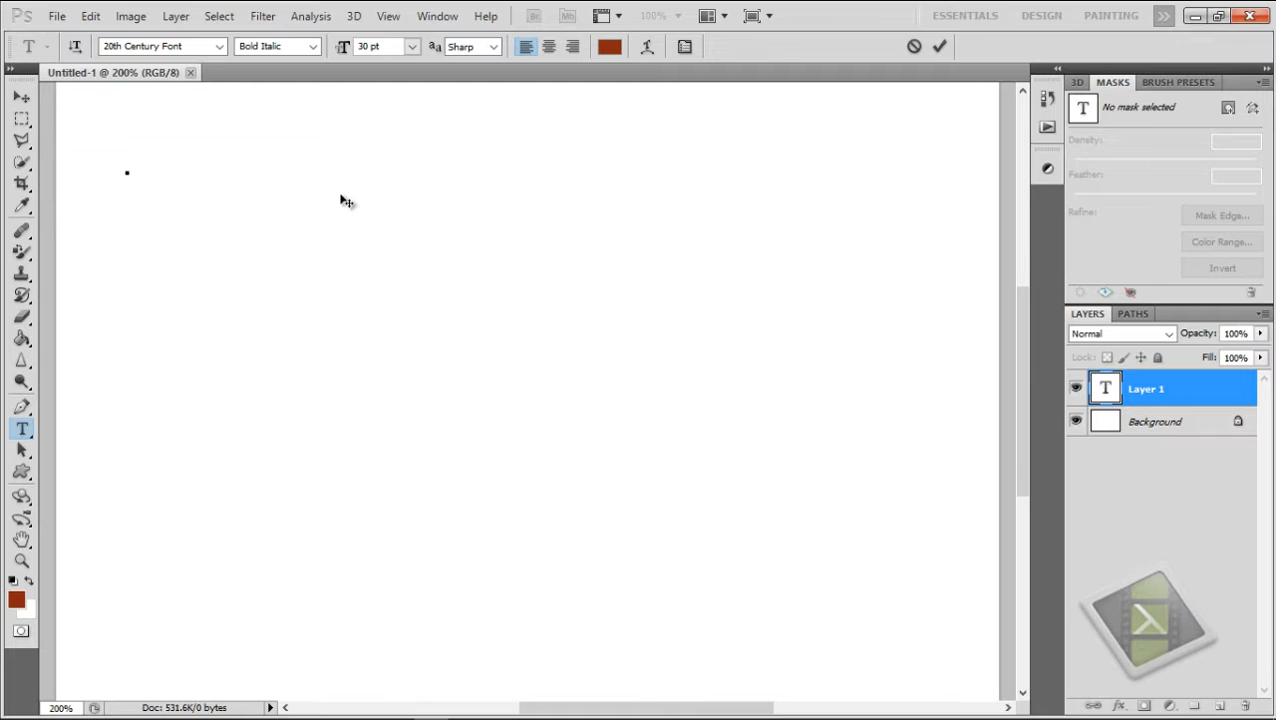 Ps File Edit Image Layer Select Filter Analysis 3D View Window Help Br Mb 100% ESSENTIALS DESIGN PAINTING
T 20th Century Font Bold Italic T 30 pt aa Sharp
Untitled-1 @ 200% (RGB/8)
3D MASKS BRUSH PRESETS
T No mask selected
Density:
Feather:
Refine: Mask Edge...
Color Range...
Invert
LAYERS PATHS
Normal Opacity: 100%
Lock: Fill: 100%
T Layer 1
Background
T
200% Doc: 531.6K/0 bytes